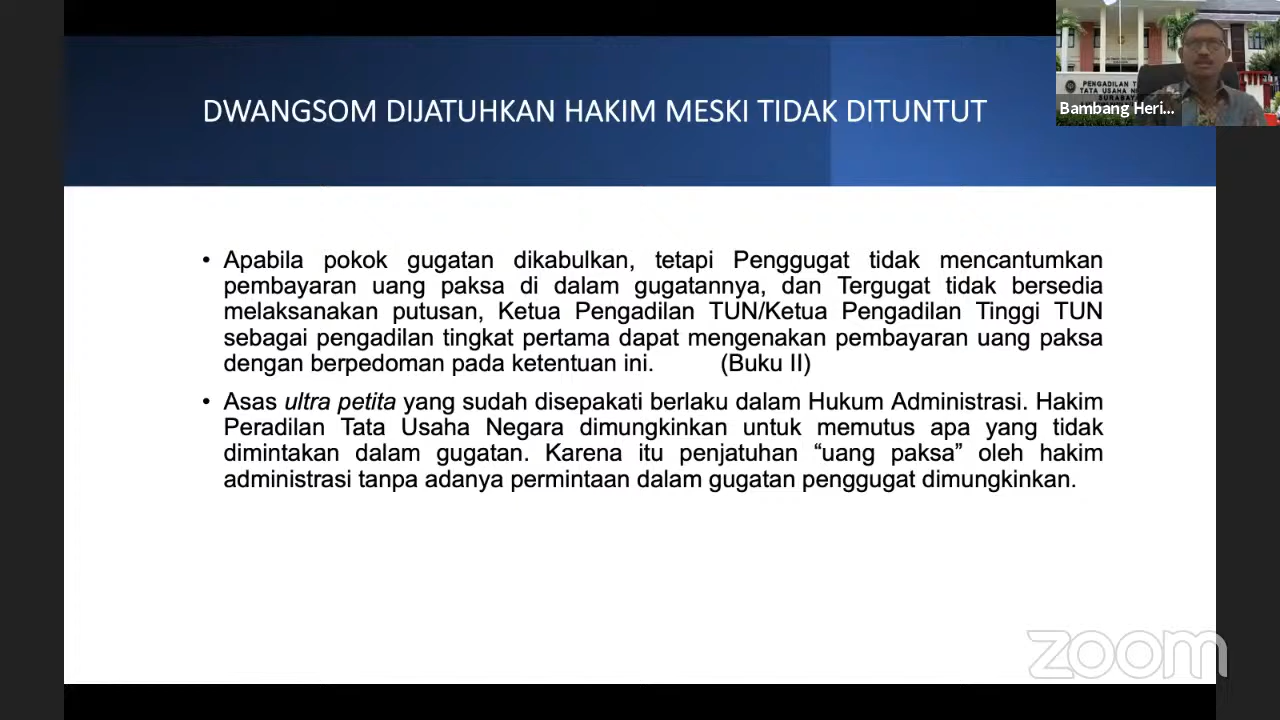 DWANGSOM DIJATUHKAN HAKIM MESKI TIDAK DITUNTUT
PENGADILAN T
TATA USAHA N
SURABAYA
Bambang Heri...
• Apabila pokok gugatan dikabulkan, tetapi Penggugat tidak mencantumkan
pembayaran uang paksa di dalam gugatannya, dan Tergugat tidak bersedia
melaksanakan putusan, Ketua Pengadilan TUN/Ketua Pengadilan Tinggi TUN
sebagai pengadilan tingkat pertama dapat mengenakan pembayaran uang paksa
dengan berpedoman pada ketentuan ini. (Buku II)
• Asas ultra petita yang sudah disepakati berlaku dalam Hukum Administrasi. Hakim
Peradilan Tata Usaha Negara dimungkinkan untuk memutus apa yang tidak
dimintakan dalam gugatan. Karena itu penjatuhan “uang paksa” oleh hakim
administrasi tanpa adanya permintaan dalam gugatan penggugat dimungkinkan.
zoom